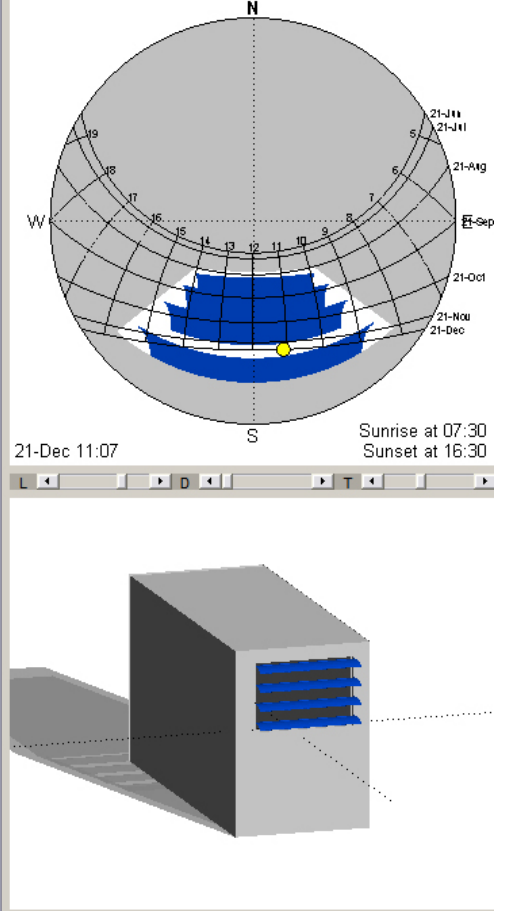 N
21-Jun
21-Jul
21-Aug
21-Sep
21-Oct
21-Nov
21-Dec
5
6
7
8
9
10
11
12
13
14
15
16
17
18
19
W
E
S
21-Dec 11:07
Sunrise at 07:30
Sunset at 16:30
L D T